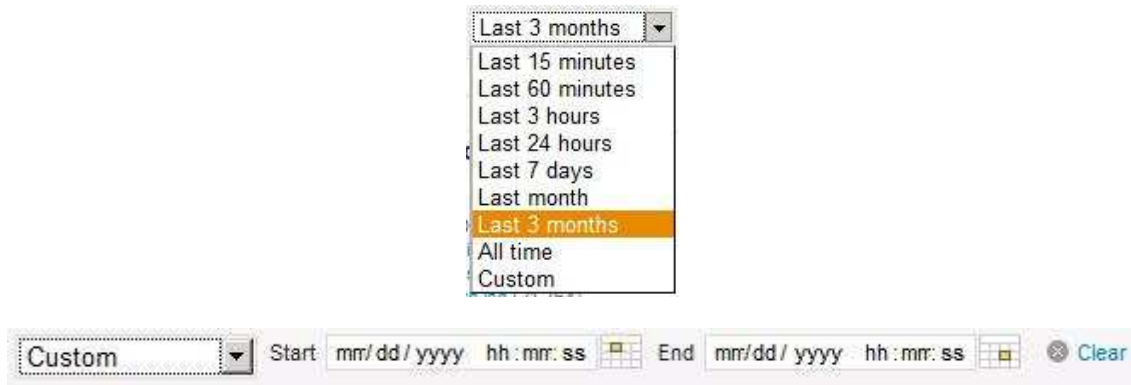 Last 3 months
Last 15 minutes
Last 60 minutes
Last 3 hours
Last 24 hours
Last 7 days
Last month
Last 3 months
All time
Custom
Custom Start mm/dd/yyyy hh:mm:ss End mm/dd/yyyy hh:mm:ss Clear